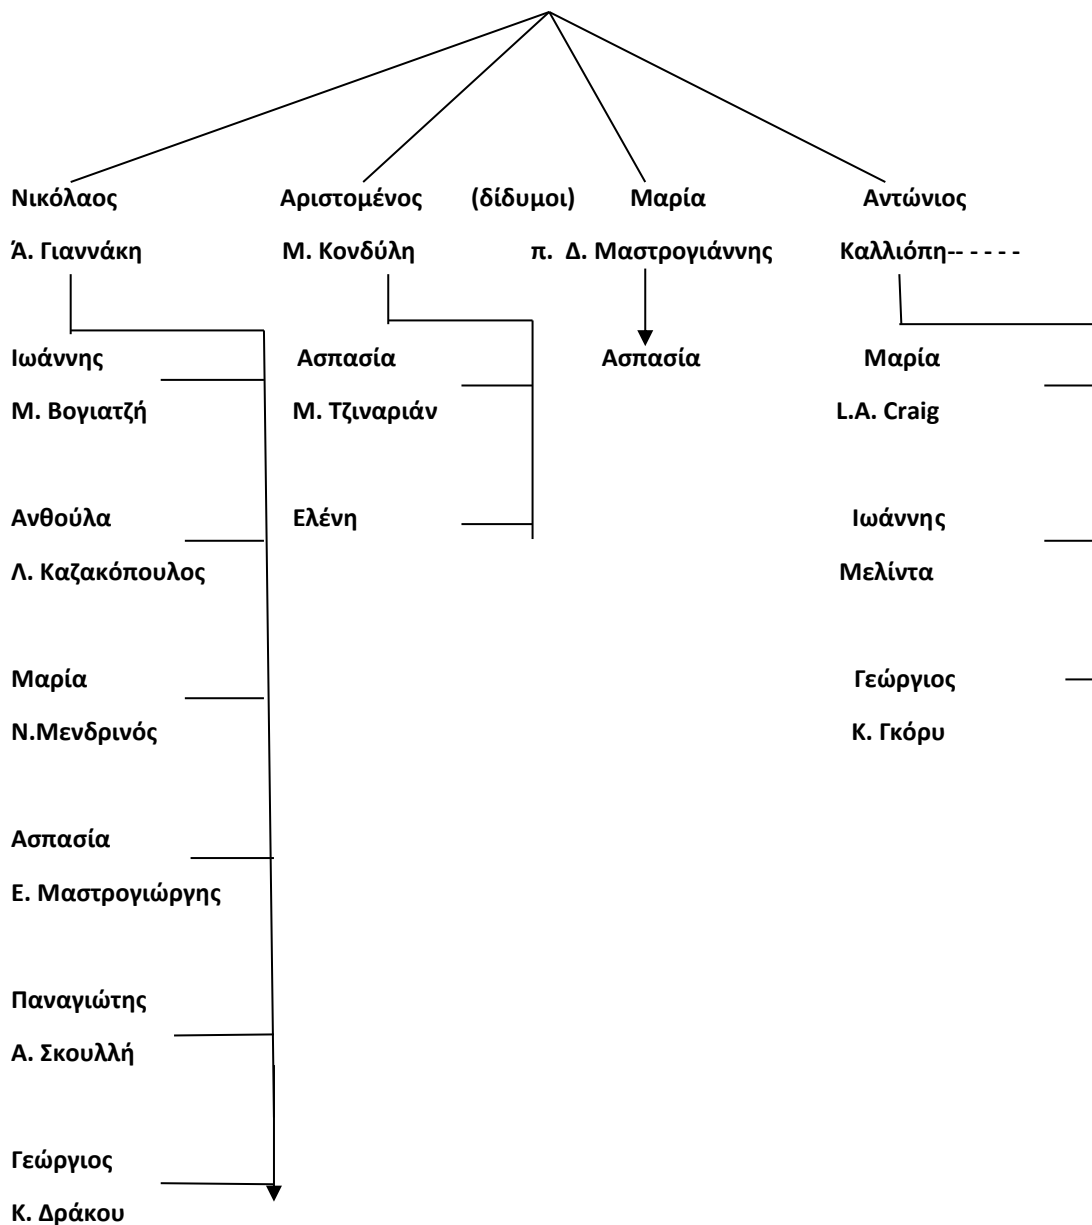 Νικόλαος Αριστομένος (δίδυμοι) Μαρία Αντώνιος
Ά. Γιαννάκη Μ. Κονδύλη π. Δ. Μαστρογιάννης Καλλιόπη-- - - - -
Ιωάννης Ασπασία Ασπασία Μαρία
Μ. Βογιατζή Μ. Τζιναριάν L.A. Craig
Ανθούλα Ελένη Ιωάννης
Λ. Καζακόπουλος Μελίντα
Μαρία Γεώργιος
Ν.Μενδρινός Κ. Γκόρυ
Ασπασία
Ε. Μαστρογιώργης
Παναγιώτης
Α. Σκουλλή
Γεώργιος
Κ. Δράκου